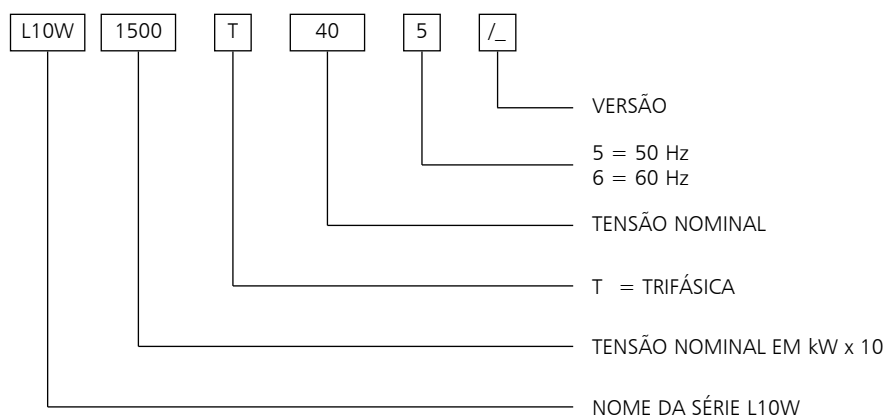 L10W 1500 T 40 5 /_
VERSÃO
5 = 50 Hz
6 = 60 Hz
TENSÃO NOMINAL
T = TRIFÁSICA
TENSÃO NOMINAL EM kW x 10
NOME DA SÉRIE L10W